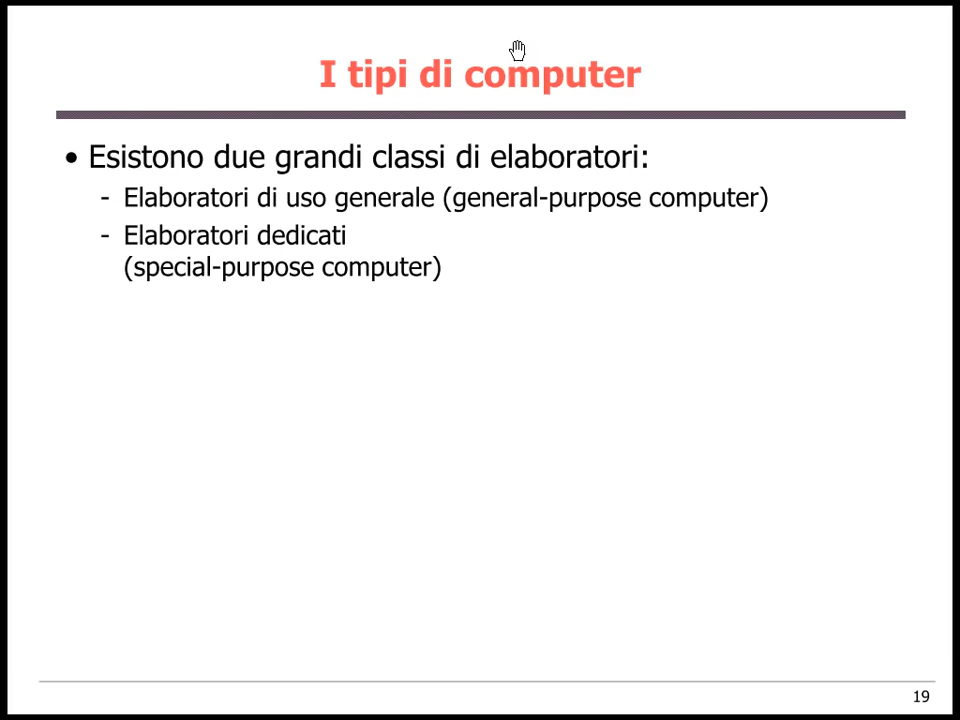 I tipi di computer
• Esistono due grandi classi di elaboratori:
- Elaboratori di uso generale (general-purpose computer)
- Elaboratori dedicati
(special-purpose computer)
19